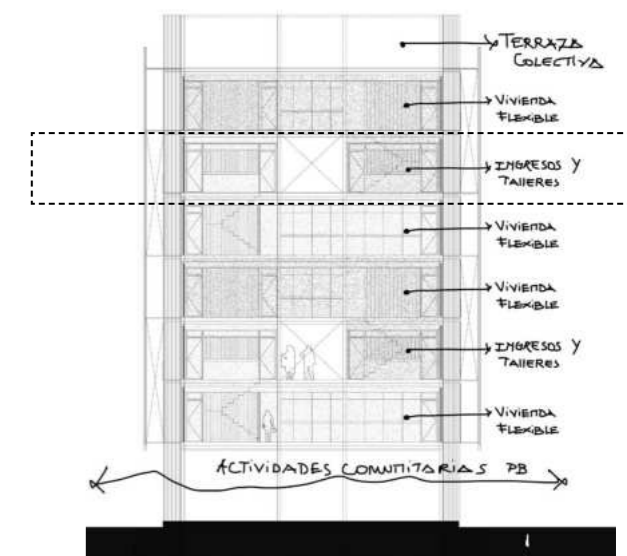 TERRAZA
COLECTIVA
VIVIENDA
FLEXIBLE
INGRESOS Y
TALLERES
VIVIENDA
FLEXIBLE
VIVIENDA
FLEXIBLE
INGRESOS Y
TALLERES
VIVIENDA
FLEXIBLE
ACTIVIDADES COMUNITARIAS PB